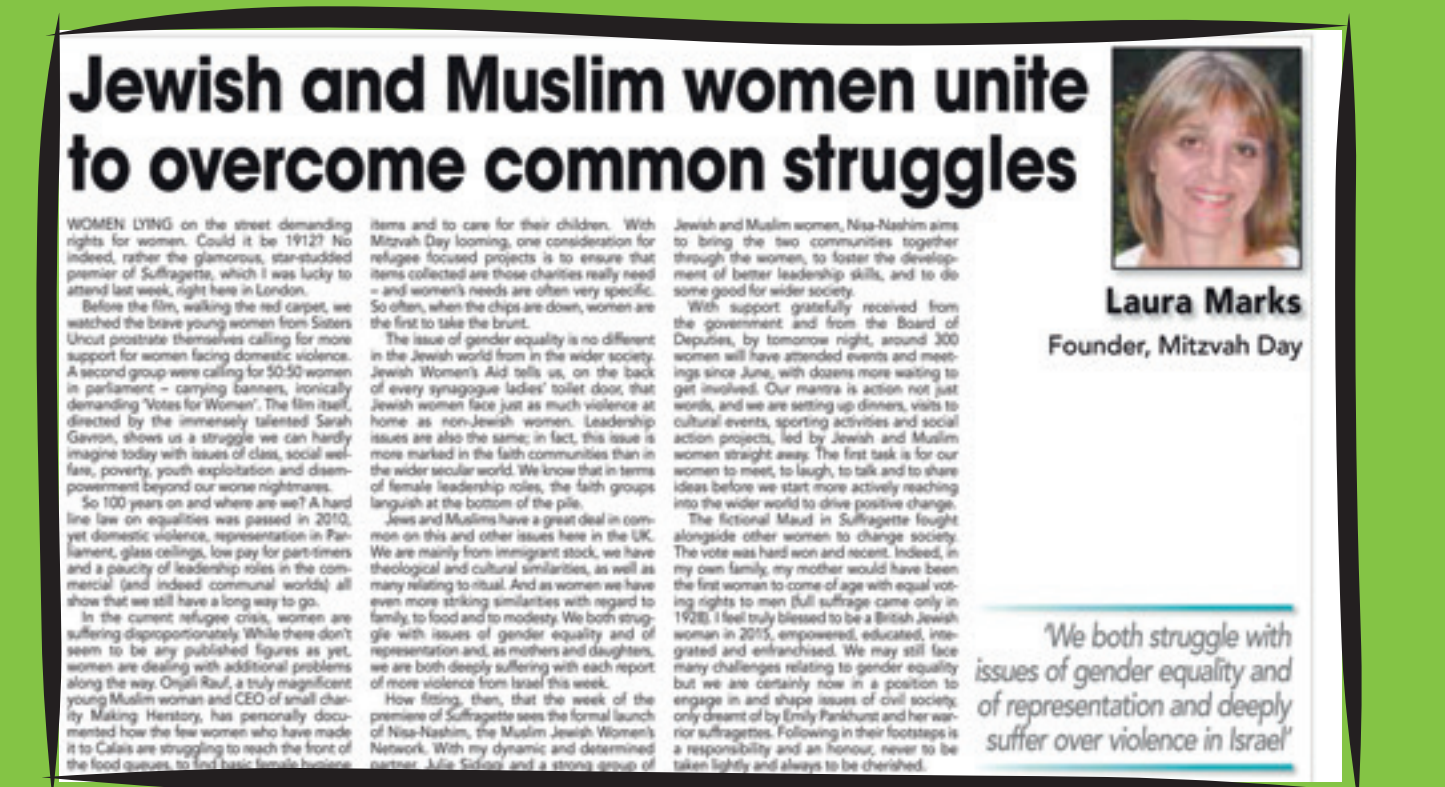 Jewish and Muslim women unite
to overcome common struggles
WOMEN LYING on the street demanding
rights for women. Could it be 1912? No
indeed, rather the glamorous, star-studded
premier of Suffragette, which I was lucky to
attend last week, right here in London.
Before the film, walking the red carpet, we
watched the brave young women from Sisters
Uncut prostrate themselves calling for more
support for women facing domestic violence.
A second group were calling for 50:50 women
in parliament – carrying banners, ironically
demanding 'Votes for Women'. The film itself,
directed by the immensely talented Sarah
Gavron, shows us a struggle we can hardly
imagine today with issues of class, social wel-
fare, poverty, youth exploitation and disem-
powerment beyond our worse nightmares.
So 100 years on and where are we? A hard
line law on equalities was passed in 2010,
yet domestic violence, representation in Par-
liament, glass ceilings, low pay for part-timers
and a paucity of leadership roles in the com-
mercial (and indeed communal worlds) all
show that we still have a long way to go.
In the current refugee crisis, women are
suffering disproportionately. While there don't
seem to be any published figures as yet,
women are dealing with additional problems
along the way. Onjali Rauf, a truly magnificent
young Muslim woman and CEO of small char-
ity Making Herstory, has personally docu-
mented how the few women who have made
it to Calais are struggling to reach the front of
the food queues, to find basic female hygiene
items and to care for their children. With
Mitzvah Day looming, one consideration for
refugee focused projects is to ensure that
items collected are those charities really need
– and women's needs are often very specific.
So often, when the chips are down, women are
the first to take the brunt.
The issue of gender equality is no different
in the Jewish world from in the wider society.
Jewish Women's Aid tells us, on the back
of every synagogue ladies' toilet door, that
Jewish women face just as much violence at
home as non-Jewish women. Leadership
issues are also the same; in fact, this issue is
more marked in the faith communities than in
the wider secular world. We know that in terms
of female leadership roles, the faith groups
languish at the bottom of the pile.
Jews and Muslims have a great deal in com-
mon on this and other issues here in the UK.
We are mainly from immigrant stock, we have
theological and cultural similarities, as well as
many relating to ritual. And as women we have
even more striking similarities with regard to
family, to food and to modesty. We both strug-
gle with issues of gender equality and of
representation and, as mothers and daughters,
we are both deeply suffering with each report
of more violence from Israel this week.
How fitting, then, that the week of the
premiere of Suffragette sees the formal launch
of Nisa-Nashim, the Muslim Jewish Women's
Network. With my dynamic and determined
partner, Julie Siddiqi and a strong group of
Jewish and Muslim women, Nisa-Nashim aims
to bring the two communities together
through the women, to foster the develop-
ment of better leadership skills, and to do
some good for wider society.
With support gratefully received from
the government and from the Board of
Deputies, by tomorrow night, around 300
women will have attended events and meet-
ings since June, with dozens more waiting to
get involved. Our mantra is action not just
words, and we are setting up dinners, visits to
cultural events, sporting activities and social
action projects, led by Jewish and Muslim
women straight away. The first task is for our
women to meet, to laugh, to talk and to share
ideas before we start more actively reaching
into the wider world to drive positive change.
The fictional Maud in Suffragette fought
alongside other women to change society.
The vote was hard won and recent. Indeed, in
my own family, my mother would have been
the first woman to come of age with equal vot-
ing rights to men (full suffrage came only in
1928). I feel truly blessed to be a British Jewish
woman in 2015, empowered, educated, inte-
grated and enfranchised. We may still face
many challenges relating to gender equality
but we are certainly now in a position to
engage in and shape issues of civil society,
only dreamt of by Emily Pankhurst and her war-
rior suffragettes. Following in their footsteps is
a responsibility and an honour, never to be
taken lightly and always to be cherished.
Laura Marks
Founder, Mitzvah Day
'We both struggle with
issues of gender equality and
of representation and deeply
suffer over violence in Israel'